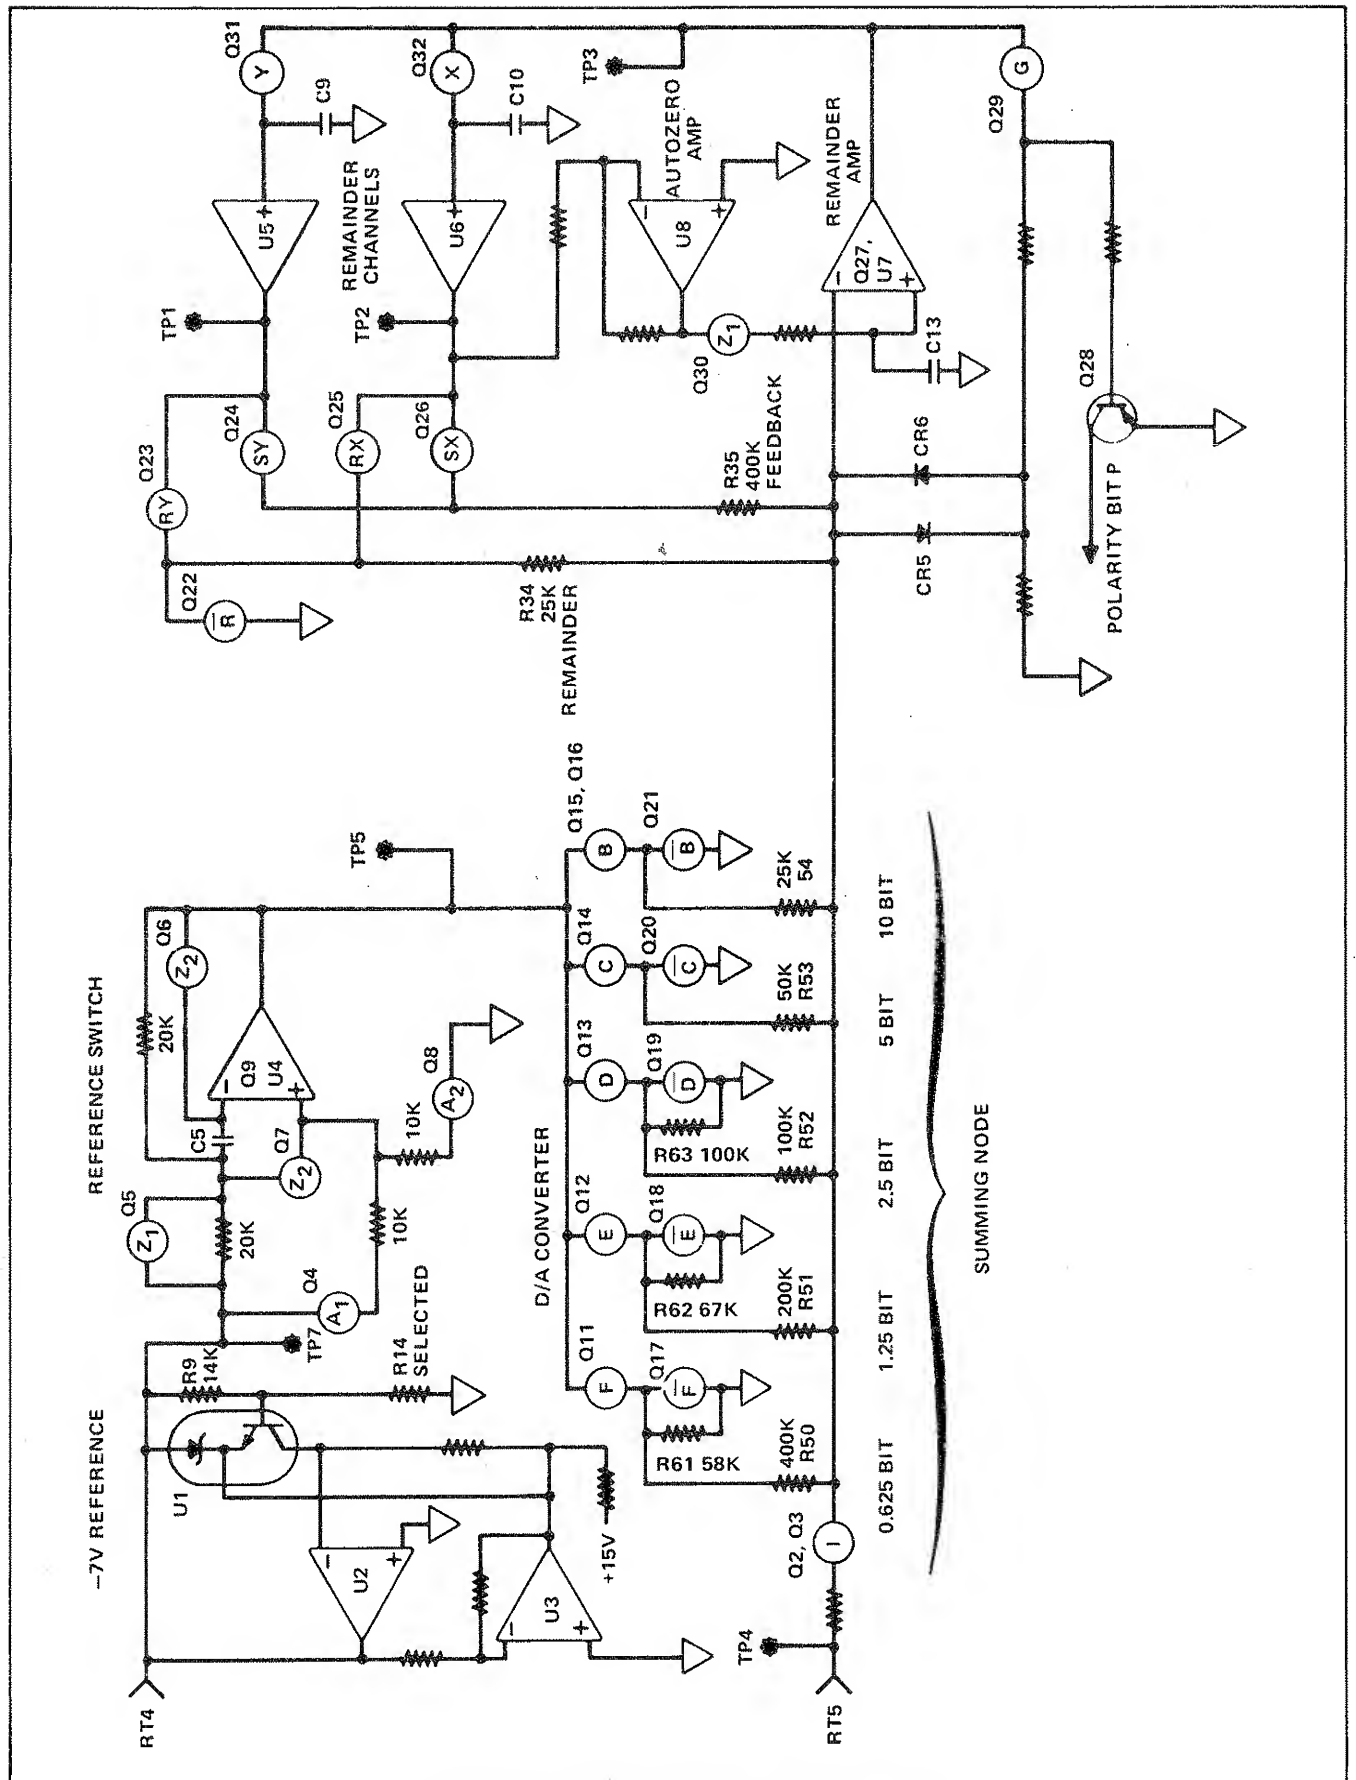 -7V REFERENCE
REFERENCE SWITCH
RT4
U1
R9
14K
R14
SELECTED
TP7
U2
-
+
U3
-
+
+15V
Q5
Z1
20K
Q4
A1
10K
C5
Q7
Z2
20K
Q6
Z2
Q9
U4
-
+
10K
Q8
A2
TP5
D/A CONVERTER
Q11
F
Q17
F
R61 58K
400K
R50
Q12
E
Q18
E
R62 67K
200K
R51
Q13
D
Q19
D
R63 100K
100K
R52
Q14
C
Q20
C
50K
R53
Q15, Q16
B
Q21
B
25K
54
TP4
RT5
Q2, Q3
I
0.625 BIT
1.25 BIT
2.5 BIT
5 BIT
10 BIT
SUMMING NODE
Q22
R
Q23
RY
Q24
SY
TP1
U5
+
C9
Q31
Y
REMAINDER
CHANNELS
Q25
RX
Q26
SX
TP2
U6
+
C10
Q32
X
R34
25K
REMAINDER
R35
400K
FEEDBACK
Q30
Z1
U8
-
+
AUTOZERO
AMP
TP3
REMAINDER
AMP
Q27,
U7
-
+
C13
CR5
CR6
Q29
G
Q28
POLARITY BIT P